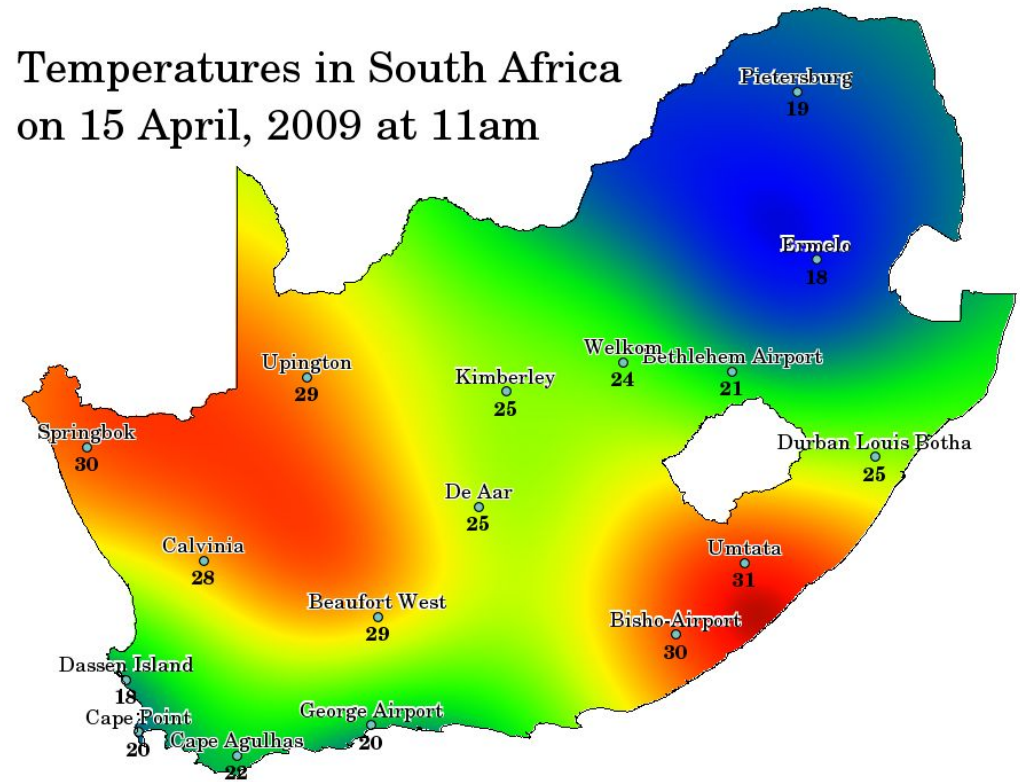 Temperatures in South Africa
on 15 April, 2009 at 11am
Pietersburg
19
Ermelo
18
Welkom
24
Bethlehem Airport
21
Upington
29
Kimberley
25
Springbok
30
Durban Louis Botha
25
De Aar
25
Calvinia
28
Umtata
31
Beaufort West
29
Bisho-Airport
30
Dassen Island
18
Cape Point
20
George Airport
20
Cape Agulhas
22